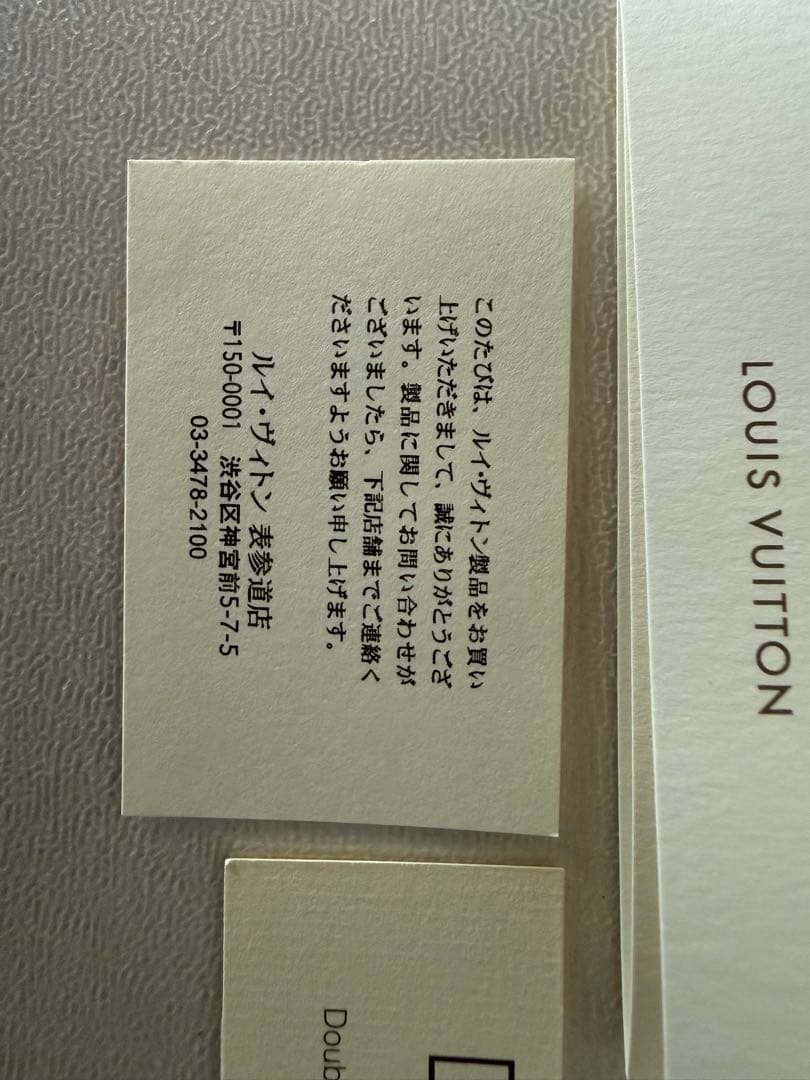 LOUIS VUITTON
このたびは、ルイ・ヴィトン製品をお買い
上げいただきまして、誠にありがとうござ
います。製品に関してお問い合わせが
ございましたら、下記店舗までご連絡く
ださいますようお願い申し上げます。
ルイ・ヴィトン 表参道店
〒150-0001 渋谷区神宮前5-7-5
03-3478-2100
Doub